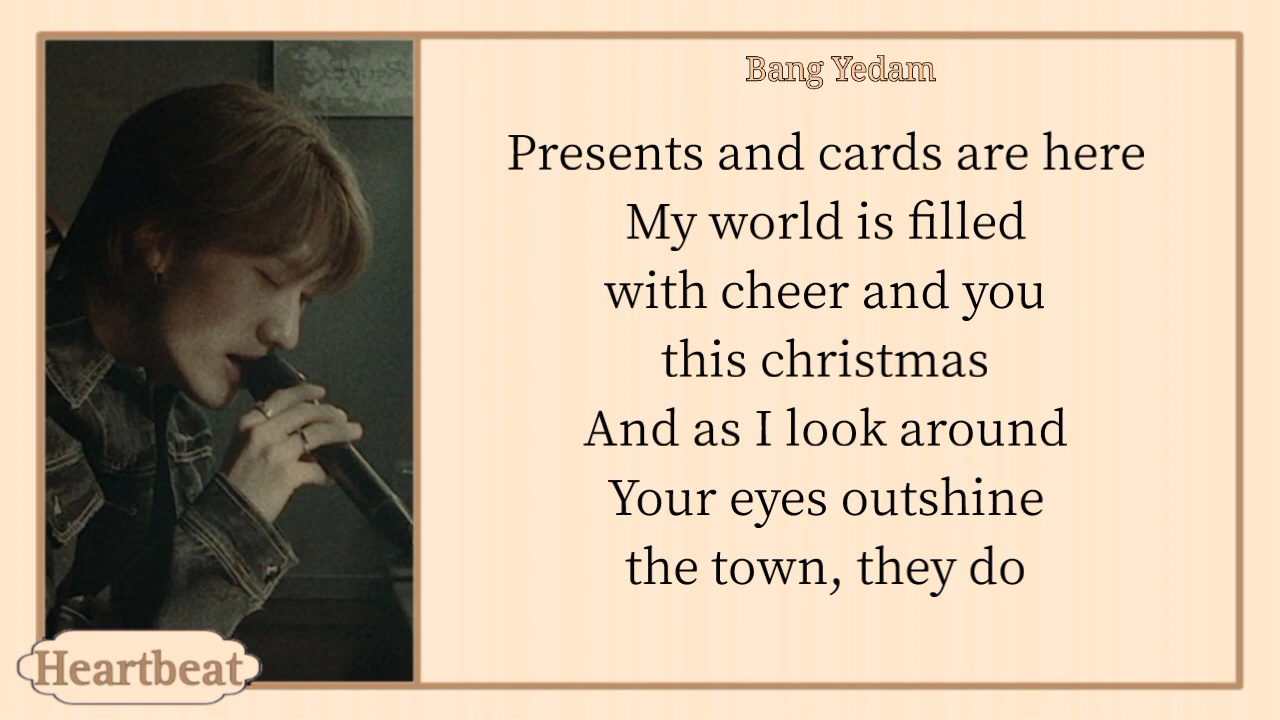 Bang Yedam
Presents and cards are here
My world is filled
with cheer and you
this christmas
And as I look around
Your eyes outshine
the town, they do
Heartbeat